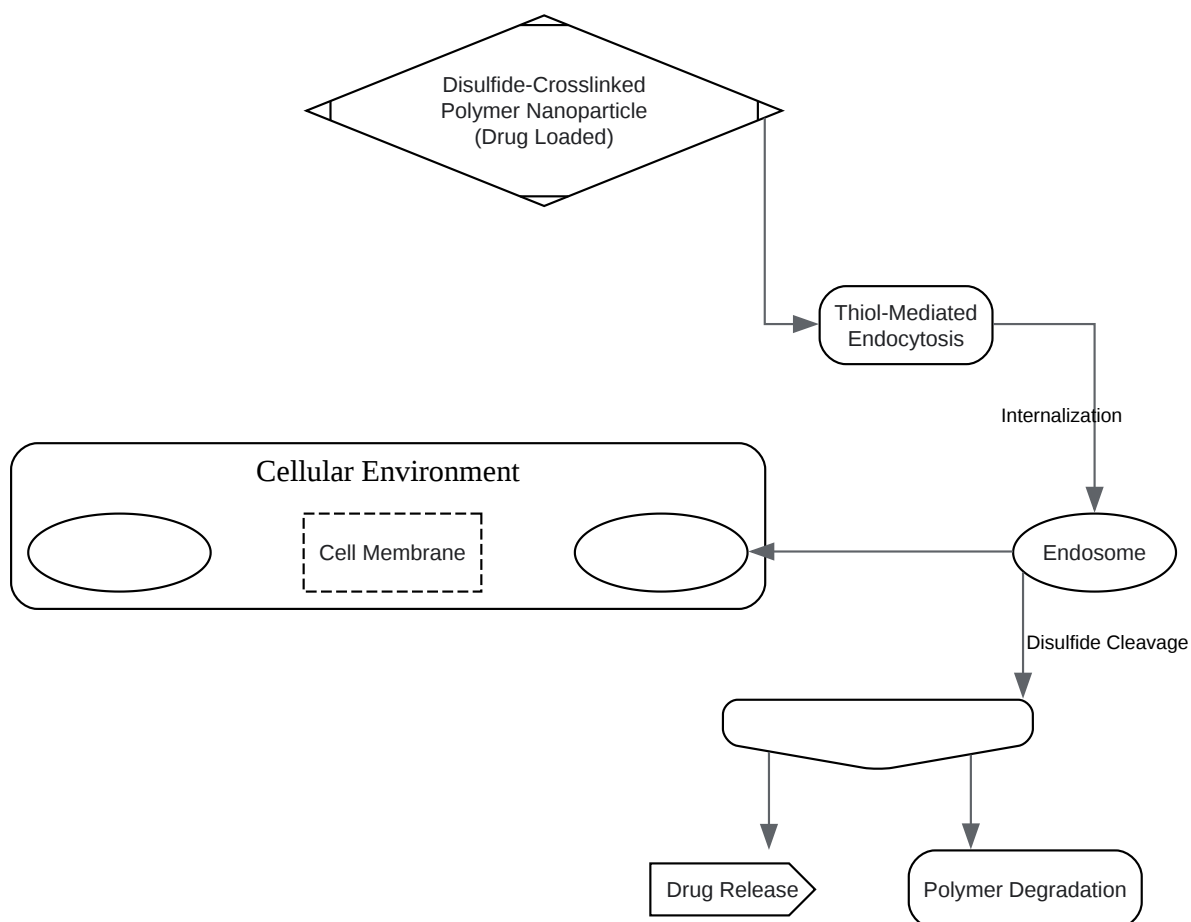 Disulfide-Crosslinked
Polymer Nanoparticle
(Drug Loaded)
Thiol-Mediated
Endocytosis
Internalization
Cellular Environment
Cell Membrane
Endosome
Disulfide Cleavage
Drug Release
Polymer Degradation